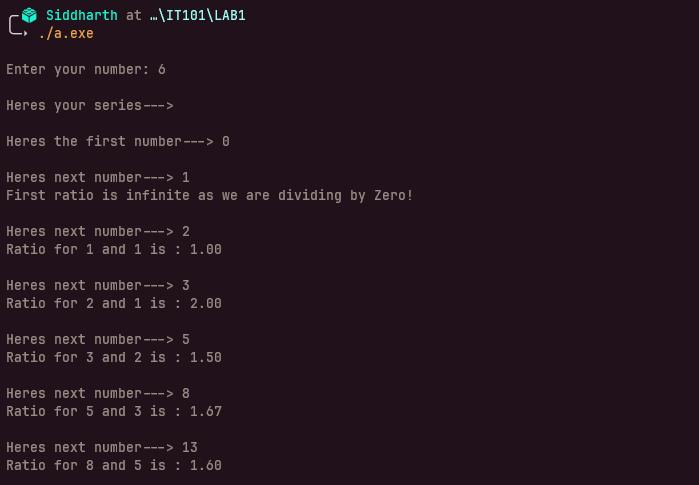 Siddharth at …\IT101\LAB1
./a.exe
Enter your number: 6
Heres your series--->
Heres the first number---> 0
Heres next number---> 1
First ratio is infinite as we are dividing by Zero!
Heres next number---> 2
Ratio for 1 and 1 is : 1.00
Heres next number---> 3
Ratio for 2 and 1 is : 2.00
Heres next number---> 5
Ratio for 3 and 2 is : 1.50
Heres next number---> 8
Ratio for 5 and 3 is : 1.67
Heres next number---> 13
Ratio for 8 and 5 is : 1.60